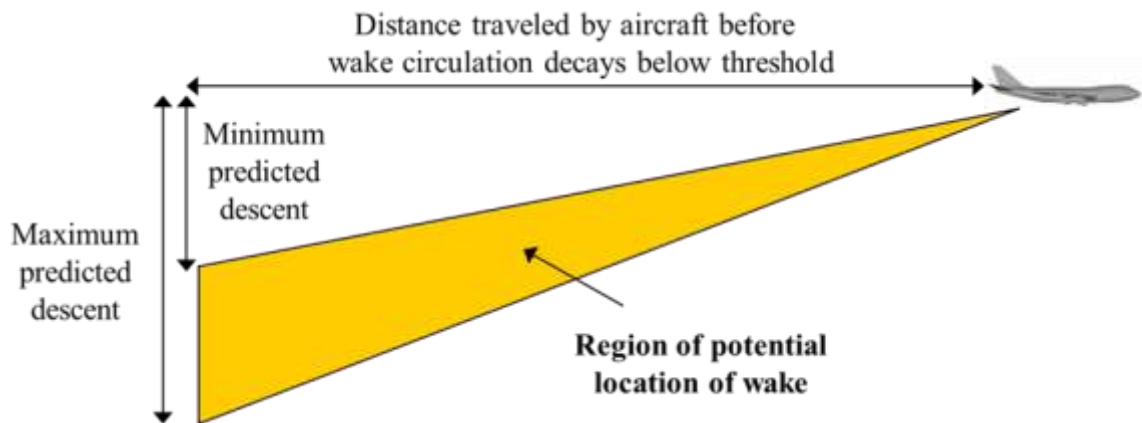 Distance traveled by aircraft before
wake circulation decays below threshold
Minimum
predicted
descent
Maximum
predicted
descent
Region of potential
location of wake